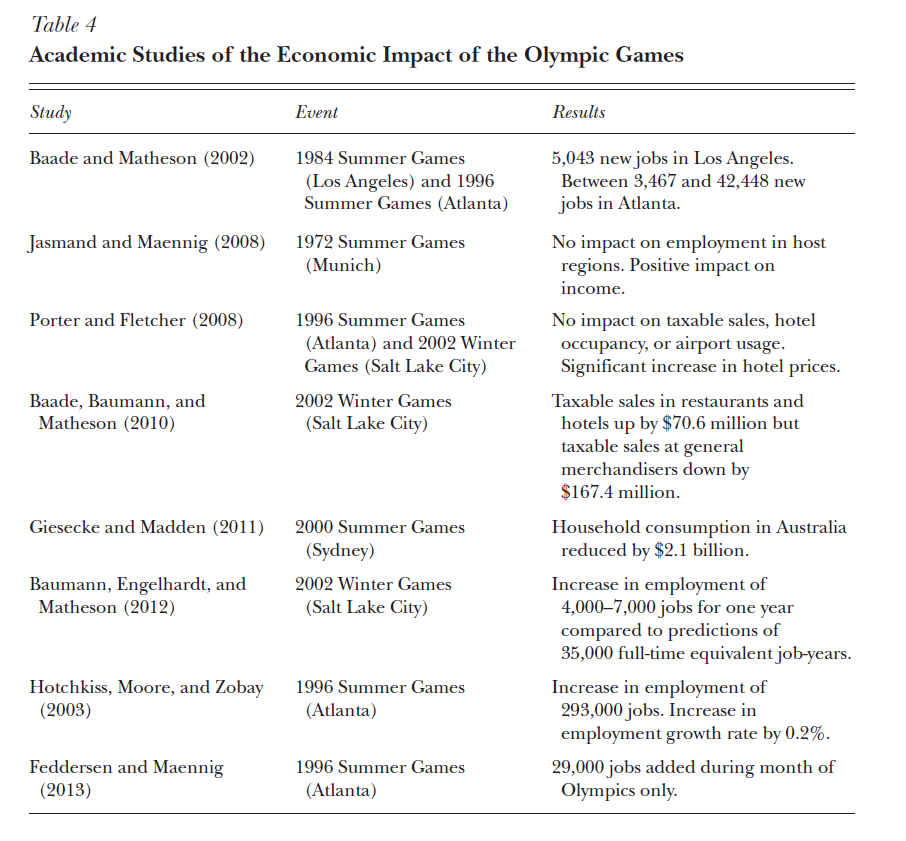 Table 4
Academic Studies of the Economic Impact of the Olympic Games
Study Event Results
Baade and Matheson (2002) 1984 Summer Games 5,043 new jobs in Los Angeles.
(Los Angeles) and 1996 Between 3,467 and 42,448 new
Summer Games (Atlanta) jobs in Atlanta.
Jasmand and Maennig (2008) 1972 Summer Games No impact on employment in host
(Munich) regions. Positive impact on
income.
Porter and Fletcher (2008) 1996 Summer Games No impact on taxable sales, hotel
(Atlanta) and 2002 Winter occupancy, or airport usage.
Games (Salt Lake City) Significant increase in hotel prices.
Baade, Baumann, and 2002 Winter Games Taxable sales in restaurants and
Matheson (2010) (Salt Lake City) hotels up by $70.6 million but
taxable sales at general
merchandisers down by
$167.4 million.
Giesecke and Madden (2011) 2000 Summer Games Household consumption in Australia
(Sydney) reduced by $2.1 billion.
Baumann, Engelhardt, and 2002 Winter Games Increase in employment of
Matheson (2012) (Salt Lake City) 4,000–7,000 jobs for one year
compared to predictions of
35,000 full-time equivalent job-years.
Hotchkiss, Moore, and Zobay 1996 Summer Games Increase in employment of
(2003) (Atlanta) 293,000 jobs. Increase in
employment growth rate by 0.2%.
Feddersen and Maennig 1996 Summer Games 29,000 jobs added during month of
(2013) (Atlanta) Olympics only.